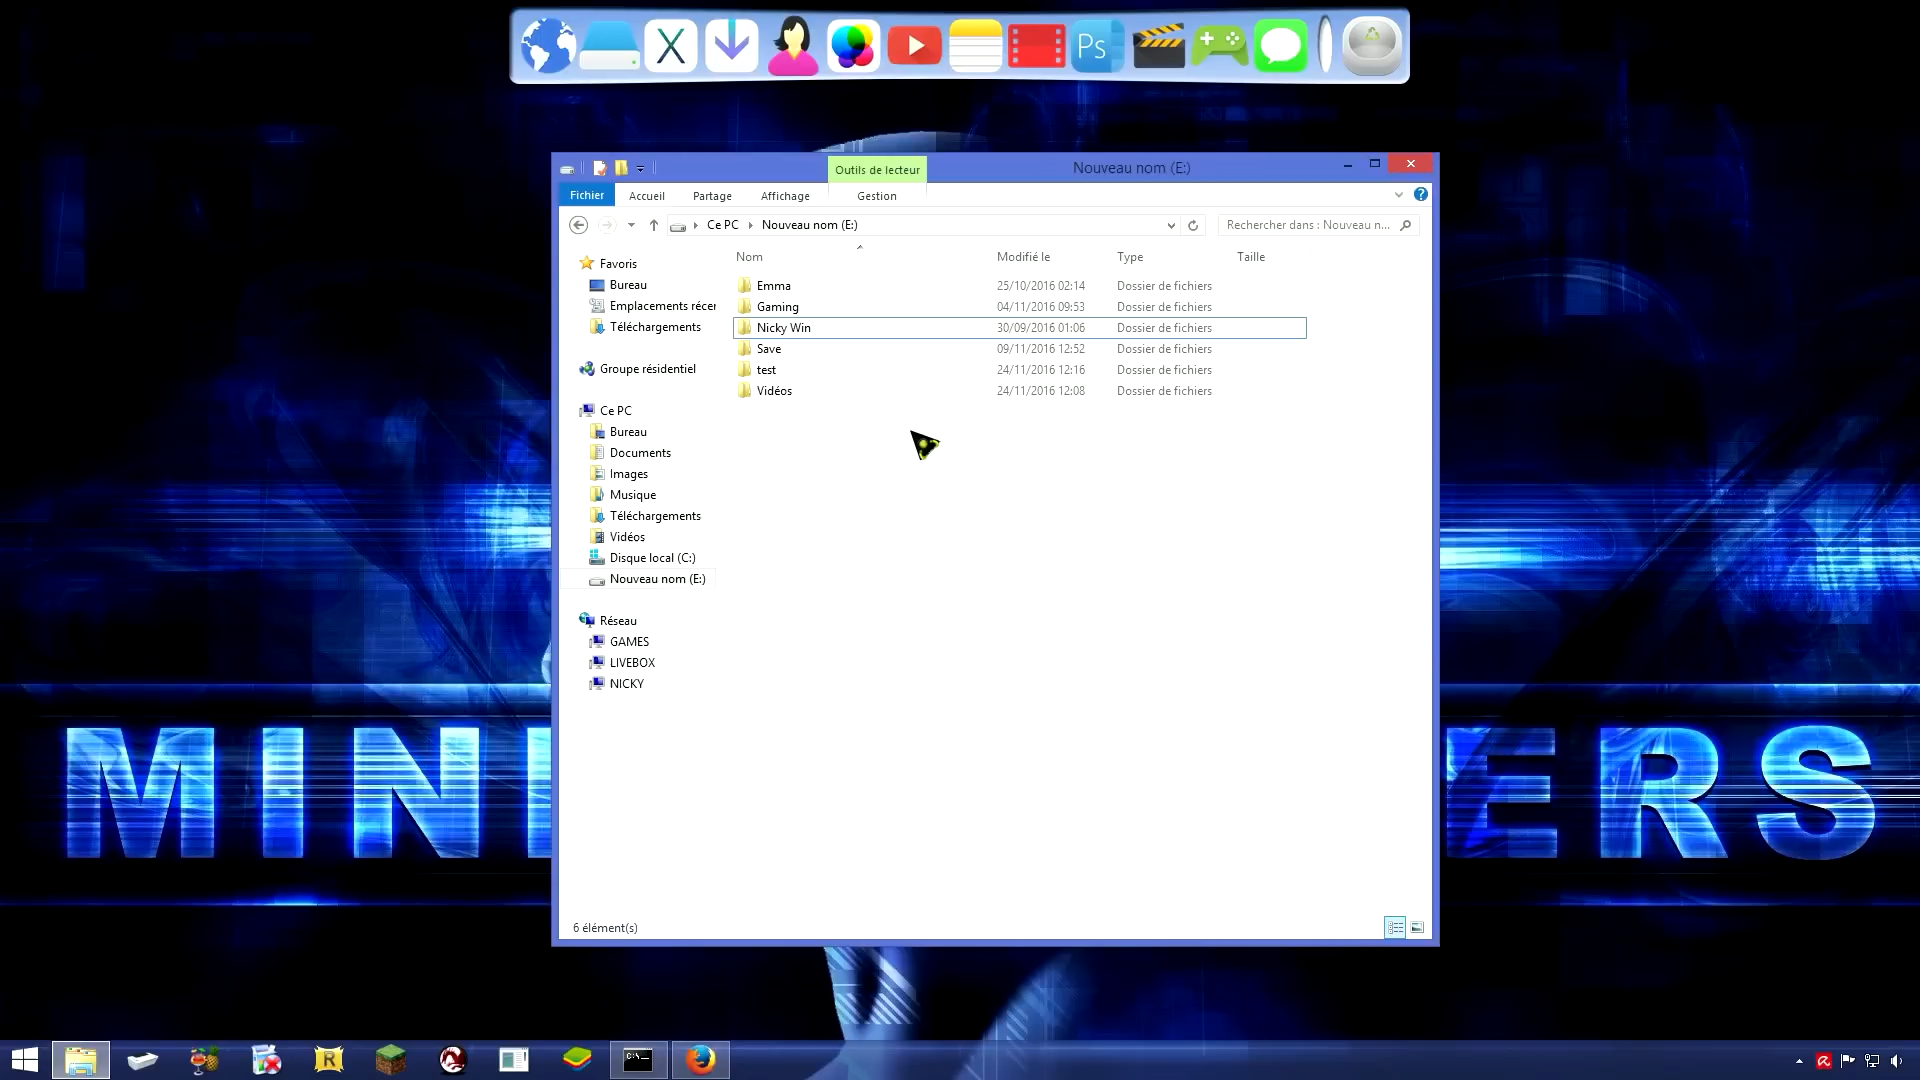 X Ps
Outils de lecteur Nouveau nom (E:)
Fichier Accueil Partage Affichage Gestion
Ce PC Nouveau nom (E:) Rechercher dans : Nouveau n...
Nom Modifié le Type Taille
Favoris
Bureau
Emplacements récer
Téléchargements
Groupe résidentiel
Ce PC
Bureau
Documents
Images
Musique
Téléchargements
Vidéos
Disque local (C:)
Nouveau nom (E:)
Réseau
GAMES
LIVEBOX
NICKY
Emma 25/10/2016 02:14 Dossier de fichiers
Gaming 04/11/2016 09:53 Dossier de fichiers
Nicky Win 30/09/2016 01:06 Dossier de fichiers
Save 09/11/2016 12:52 Dossier de fichiers
test 24/11/2016 12:16 Dossier de fichiers
Vidéos 24/11/2016 12:08 Dossier de fichiers
6 élément(s)
MIN ERS
R C:\_